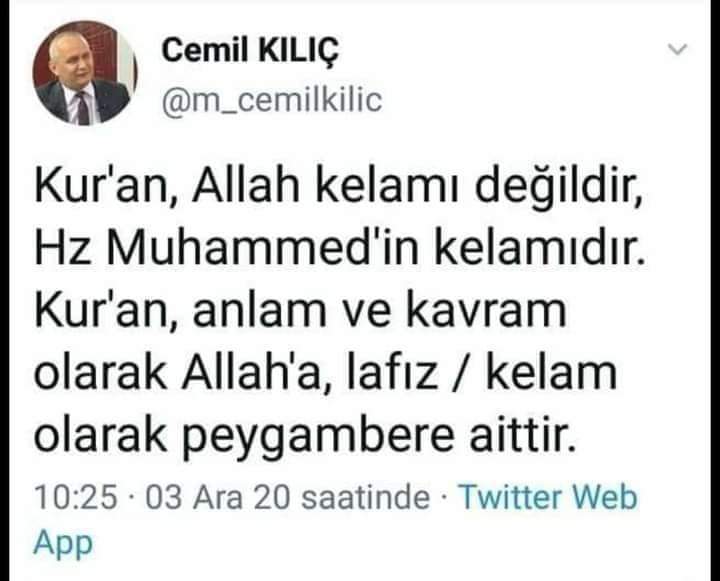 Cemil KILIÇ
@m_cemilkilic
Kur'an, Allah kelamı değildir,
Hz Muhammed'in kelamıdır.
Kur'an, anlam ve kavram
olarak Allah'a, lafız / kelam
olarak peygambere aittir.
10:25 · 03 Ara 20 saatinde · Twitter Web
App